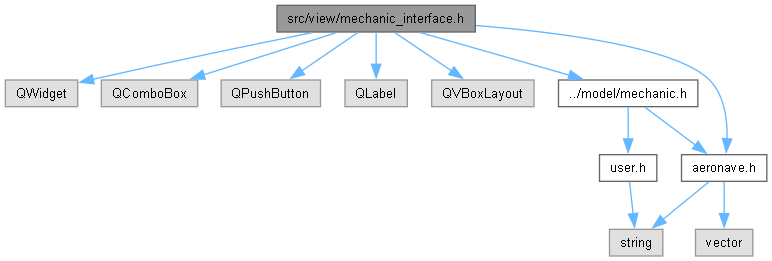 src/view/mechanic_interface.h
QWidget
QComboBox
QPushButton
QLabel
QVBoxLayout
../model/mechanic.h
user.h
aeronave.h
string
vector